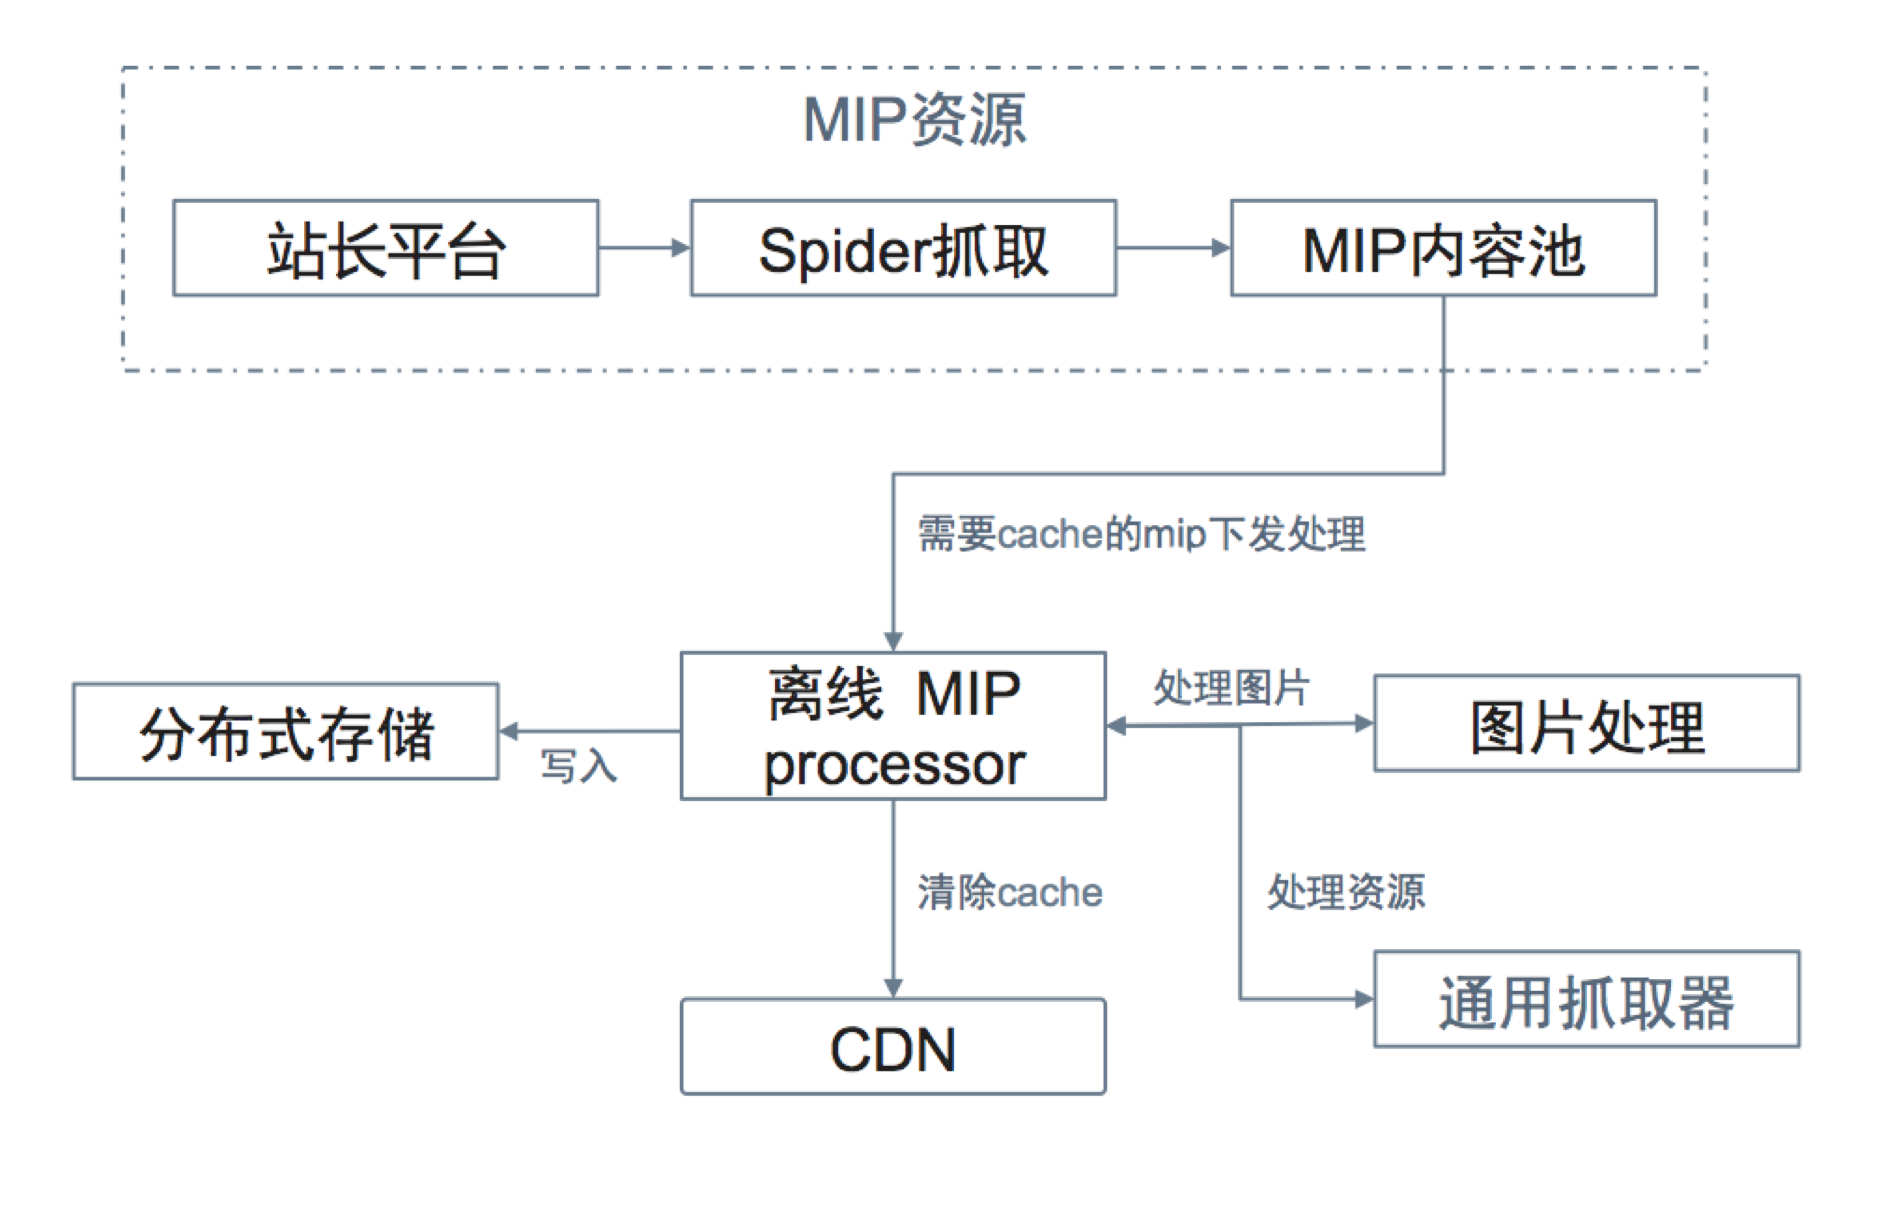 MIP资源
站长平台
Spider抓取
MIP内容池
需要cache的mip下发处理
分布式存储
写入
离线 MIP
processor
处理图片
图片处理
清除cache
处理资源
通用抓取器
CDN